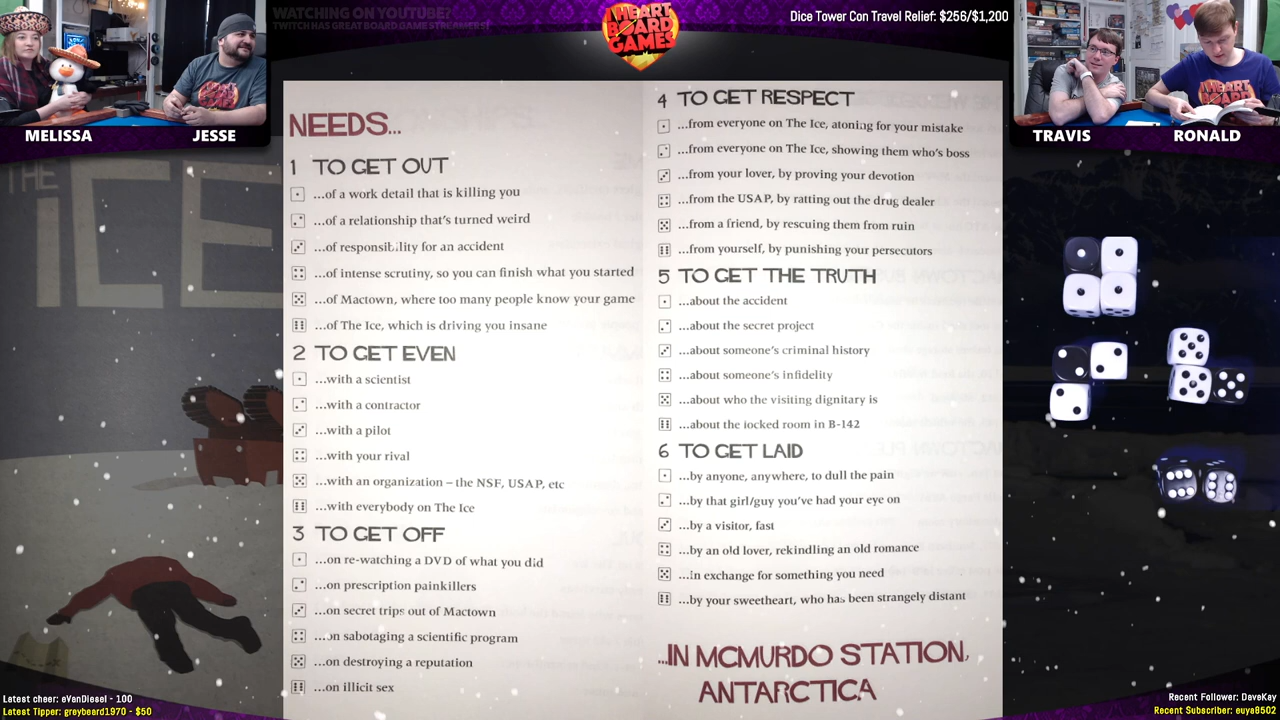 WATCHING ON YOUTUBE?
TWITCH HAS GREAT BOARD GAME STREAMERS!
I HEART
BOARD
GAMES
Dice Tower Con Travel Relief: $256/$1,200
MELISSA
JESSE
TRAVIS
RONALD
THE
ICE
NEEDS...
1 TO GET OUT
...of a work detail that is killing you
...of a relationship that's turned weird
...of responsibility for an accident
...of intense scrutiny, so you can finish what you started
...of Mactown, where too many people know your game
...of The Ice, which is driving you insane
2 TO GET EVEN
...with a scientist
...with a contractor
...with a pilot
...with your rival
...with an organization – the NSF, USAP, etc
...with everybody on The Ice
3 TO GET OFF
...on re-watching a DVD of what you did
...on prescription painkillers
...on secret trips out of Mactown
...on sabotaging a scientific program
...on destroying a reputation
...on illicit sex
4 TO GET RESPECT
...from everyone on The Ice, atoning for your mistake
...from everyone on The Ice, showing them who's boss
...from your lover, by proving your devotion
...from the USAP, by ratting out the drug dealer
...from a friend, by rescuing them from ruin
...from yourself, by punishing your persecutors
5 TO GET THE TRUTH
...about the accident
...about the secret project
...about someone's criminal history
...about someone's infidelity
...about who the visiting dignitary is
...about the locked room in B-142
6 TO GET LAID
...by anyone, anywhere, to dull the pain
...by that girl/guy you've had your eye on
...by a visitor, fast
...by an old lover, rekindling an old romance
...in exchange for something you need
...by your sweetheart, who has been strangely distant
...IN MCMURDO STATION,
ANTARCTICA
Latest cheer: eVanDiesel - 100
Latest Tipper: greybeard1970 - $50
Recent Follower: DaveKay
Recent Subscriber: euya8502